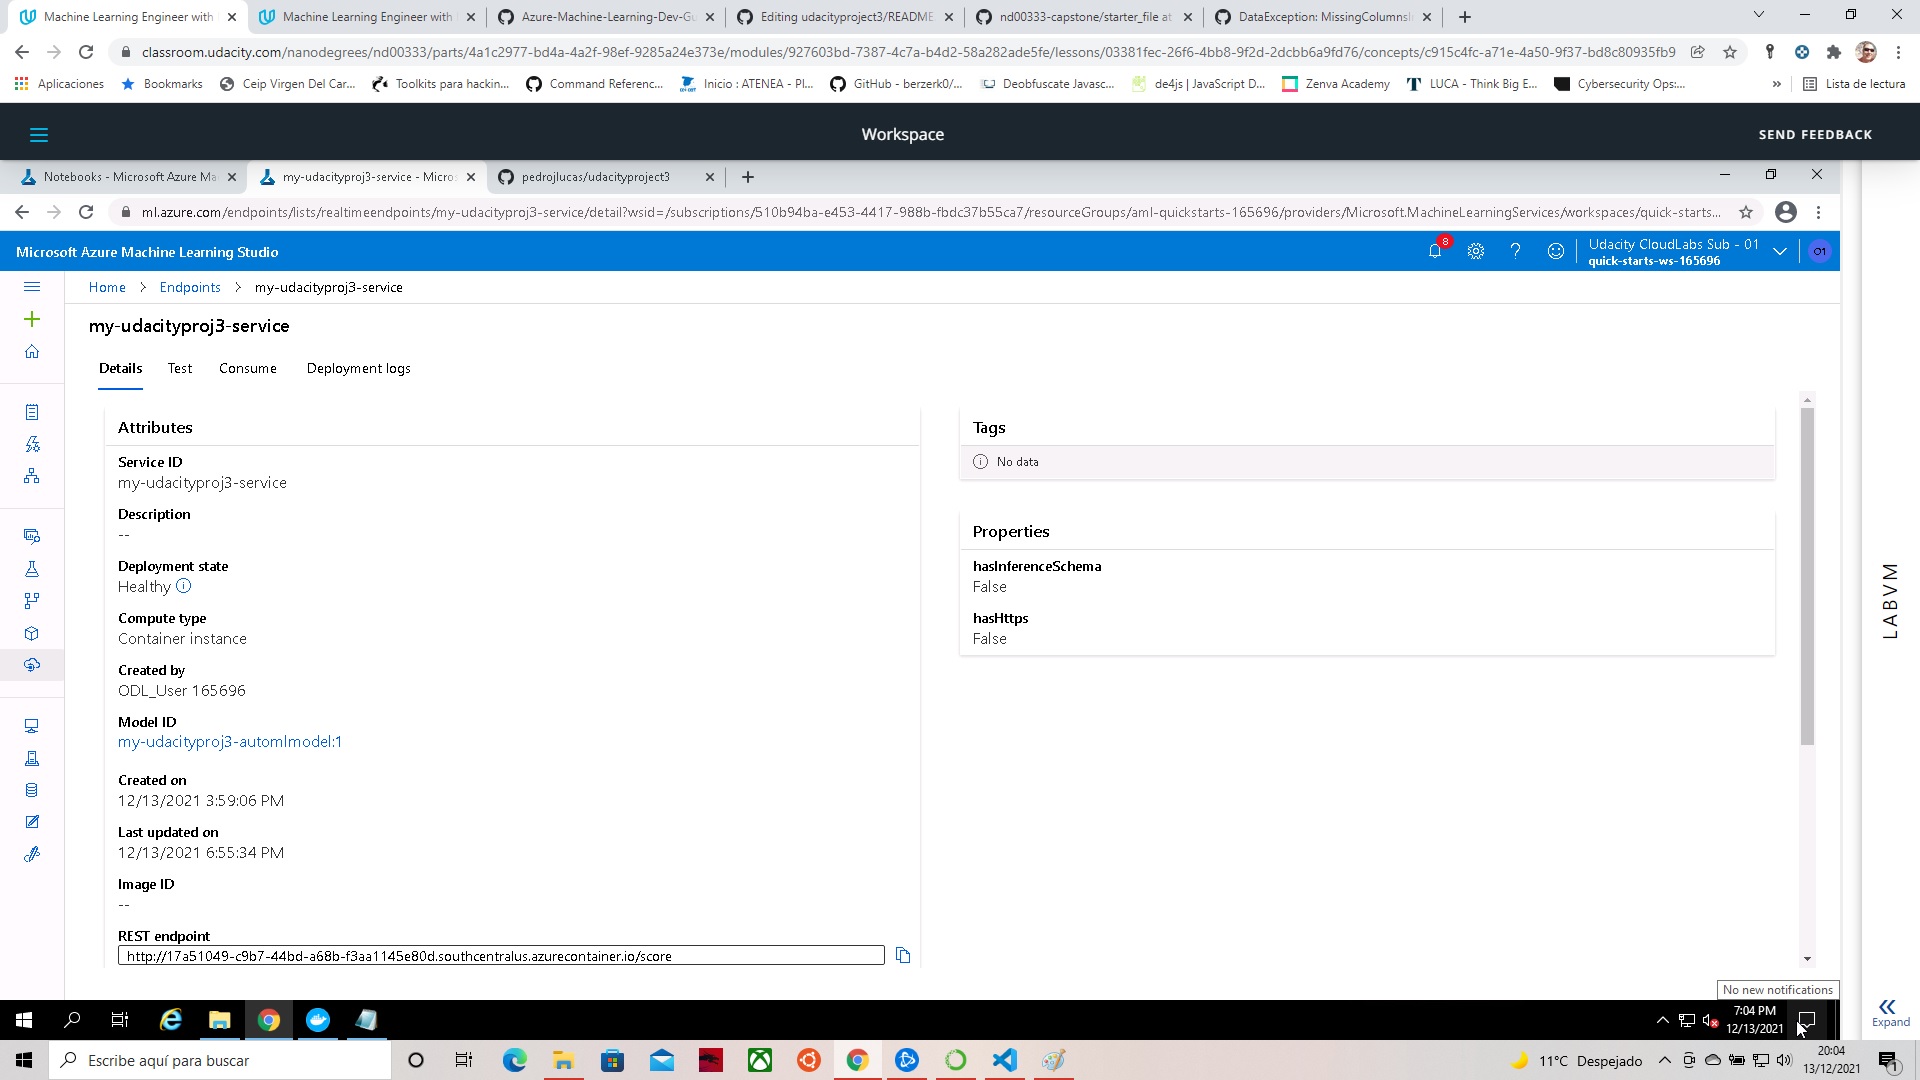 Machine Learning Engineer with
Machine Learning Engineer with
Azure-Machine-Learning-Dev-Gu
Editing udacityproject3/README
nd00333-capstone/starter_file at
DataException: MissingColumnsI
classroom.udacity.com/nanodegrees/nd00333/parts/4a1c2977-bd4a-4a2f-98ef-9285a24e373e/modules/927603bd-7387-4c7a-b4d2-58a282ade5fe/lessons/03381fec-26f6-4bb8-9f2d-2dcbb6a9fd76/concepts/c915c4fc-a71e-4a50-9f37-bd8c80935fb9
Aplicaciones
Bookmarks
Ceip Virgen Del Car...
Toolkits para hackin...
Command Referenc...
Inicio : ATENEA - Pl...
GitHub - berzerk0/...
Deobfuscate Javasc...
de4js | JavaScript D...
Zenva Academy
LUCA - Think Big E...
Cybersecurity Ops:...
»
Lista de lectura
Workspace
SEND FEEDBACK
Notebooks - Microsoft Azure Ma
my-udacityproj3-service - Micros
pedrojlucas/udacityproject3
ml.azure.com/endpoints/lists/realtimeendpoints/my-udacityproj3-service/detail?wsid=/subscriptions/510b94ba-e453-4417-988b-fbdc37b55ca7/resourceGroups/aml-quickstarts-165696/providers/Microsoft.MachineLearningServices/workspaces/quick-starts...
Microsoft Azure Machine Learning Studio
8
Udacity CloudLabs Sub - 01
quick-starts-ws-165696
O1
Home > Endpoints > my-udacityproj3-service
my-udacityproj3-service
Details
Test
Consume
Deployment logs
Attributes
Service ID
my-udacityproj3-service
Description
--
Deployment state
Healthy
Compute type
Container instance
Created by
ODL_User 165696
Model ID
my-udacityproj3-automlmodel:1
Created on
12/13/2021 3:59:06 PM
Last updated on
12/13/2021 6:55:34 PM
Image ID
--
REST endpoint
http://17a51049-c9b7-44bd-a68b-f3aa1145e80d.southcentralus.azurecontainer.io/score
Tags
No data
Properties
hasInferenceSchema
False
hasHttps
False
LABVM
Expand
No new notifications
7:04 PM
12/13/2021
Escribe aquí para buscar
11°C Despejado
20:04
13/12/2021
1